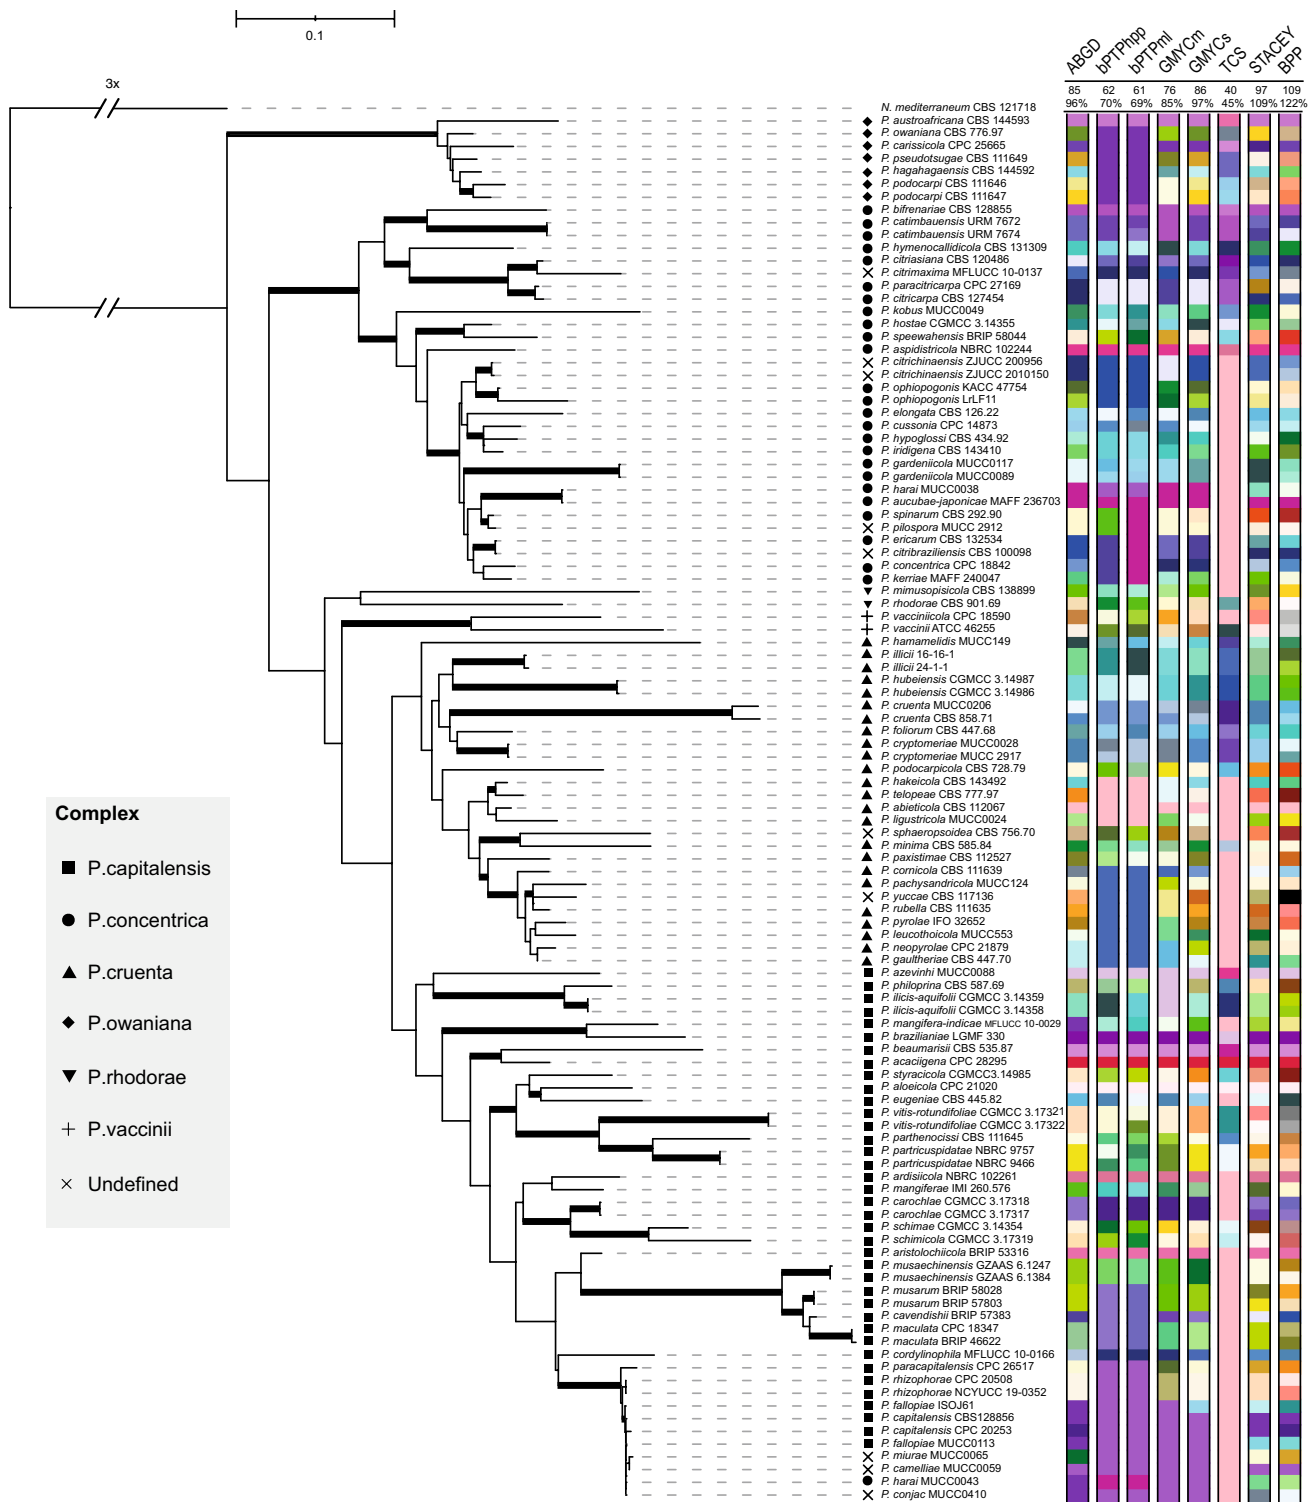 0.1
3x
ABGD bPTPhpp bPTPml GMYCm GMYCs TCS STACEY BPP
85 62 61 76 86 40 97 109
96% 70% 69% 85% 97% 45% 109% 122%
N. mediterraneum CBS 121718
P. austroafricana CBS 144593
P. owaniana CBS 776.97
P. carissicola CPC 25665
P. pseudotsugae CBS 111649
P. hagahagaensis CBS 144592
P. podocarpi CBS 111646
P. podocarpi CBS 111647
P. bifrenariae CBS 128855
P. catimbauensis URM 7672
P. catimbauensis URM 7674
P. hymenocallidicola CBS 131309
P. citriasiana CBS 120486
P. citrimaxima MFLUCC 10-0137
P. paracitricarpa CPC 27169
P. citricarpa CBS 127454
P. kobus MUCC0049
P. hostae CGMCC 3.14355
P. speewahensis BRIP 58044
P. aspidistricola NBRC 102244
P. citrichinaensis ZJUCC 200956
P. citrichinaensis ZJUCC 2010150
P. ophiopogonis KACC 47754
P. ophiopogonis LrLF11
P. elongata CBS 126.22
P. cussonia CPC 14873
P. hypoglossi CBS 434.92
P. iridigena CBS 143410
P. gardeniicola MUCC0117
P. gardeniicola MUCC0089
P. harai MUCC0038
P. aucubae-japonicae MAFF 236703
P. spinarum CBS 292.90
P. pilospora MUCC 2912
P. ericarum CBS 132534
P. citribraziliensis CBS 100098
P. concentrica CPC 18842
P. kerriae MAFF 240047
P. mimusopisicola CBS 138899
P. rhodorae CBS 901.69
P. vacciniicola CPC 18590
P. vaccinii ATCC 46255
P. hamamelidis MUCC149
P. illicii 16-16-1
P. illicii 24-1-1
P. hubeiensis CGMCC 3.14987
P. hubeiensis CGMCC 3.14986
P. cruenta MUCC0206
P. cruenta CBS 858.71
P. foliorum CBS 447.68
P. cryptomeriae MUCC0028
P. cryptomeriae MUCC 2917
P. podocarpicola CBS 728.79
P. hakeicola CBS 143492
P. telopeae CBS 777.97
P. abieticola CBS 112067
P. ligustricola MUCC0024
P. sphaeropsoidea CBS 756.70
P. minima CBS 585.84
P. paxistimae CBS 112527
P. cornicola CBS 111639
P. pachysandricola MUCC124
P. yuccae CBS 117136
P. rubella CBS 111635
P. pyrolae IFO 32652
P. leucothoicola MUCC553
P. neopyrolae CPC 21879
P. gaultheriae CBS 447.70
P. azevinhi MUCC0088
P. philoprina CBS 587.69
P. ilicis-aquifolii CGMCC 3.14359
P. ilicis-aquifolii CGMCC 3.14358
P. mangifera-indicae MFLUCC 10-0029
P. brazilianiae LGMF 330
P. beaumarisii CBS 535.87
P. acaciigena CPC 28295
P. styracicola CGMCC3.14985
P. aloeicola CPC 21020
P. eugeniae CBS 445.82
P. vitis-rotundifoliae CGMCC 3.17321
P. vitis-rotundifoliae CGMCC 3.17322
P. parthenocissi CBS 111645
P. partricuspidatae NBRC 9757
P. partricuspidatae NBRC 9466
P. ardisiicola NBRC 102261
P. mangiferae IMI 260.576
P. carochlae CGMCC 3.17318
P. carochlae CGMCC 3.17317
P. schimae CGMCC 3.14354
P. schimicola CGMCC 3.17319
P. aristolochiicola BRIP 53316
P. musaechinensis GZAAS 6.1247
P. musaechinensis GZAAS 6.1384
P. musarum BRIP 58028
P. musarum BRIP 57803
P. cavendishii BRIP 57383
P. maculata CPC 18347
P. maculata BRIP 46622
P. cordylinophila MFLUCC 10-0166
P. paracapitalensis CPC 26517
P. rhizophorae CPC 20508
P. rhizophorae NCYUCC 19-0352
P. fallopiae ISOJ61
P. capitalensis CBS128856
P. capitalensis CPC 20253
P. fallopiae MUCC0113
P. miurae MUCC0065
P. camelliae MUCC0059
P. harai MUCC0043
P. conjac MUCC0410
Complex
P.capitalensis
P.concentrica
P.cruenta
P.owaniana
P.rhodorae
P.vaccinii
Undefined